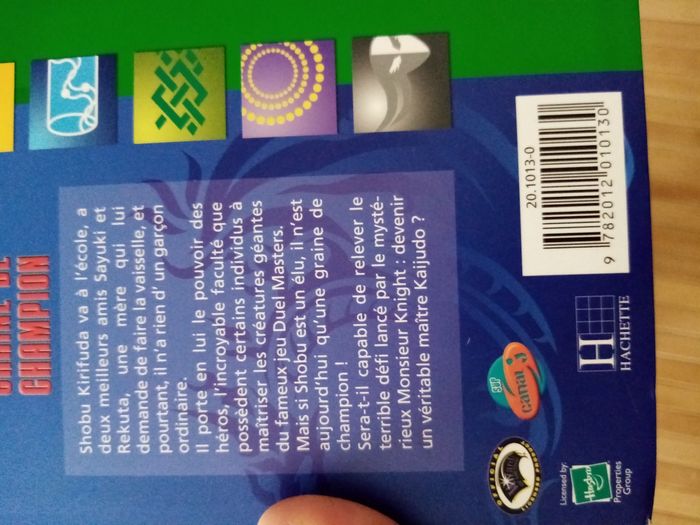 GRAINE DE
CHAMPION
Shobu Kirifuda va à l'école, a
deux meilleurs amis Sayuki et
Rekuta, une mère qui lui
demande de faire la vaisselle, et
pourtant, il n'a rien d' un garçon
ordinaire.
Il porte en lui le pouvoir des
héros, l'incroyable faculté que
possèdent certains individus à
maîtriser les créatures géantes
du fameux jeu Duel Masters.
Mais si Shobu est un élu, il n'est
aujourd'hui qu'une graine de
champion !
Sera-t-il capable de relever le
terrible défi lancé par le mysté-
rieux Monsieur Knight : devenir
un véritable maître Kaijudo ?
20.1013-0
9 782012 010130
H
HACHETTE
SUR
canal J
Licensed by:
Hasbro
Properties
Group